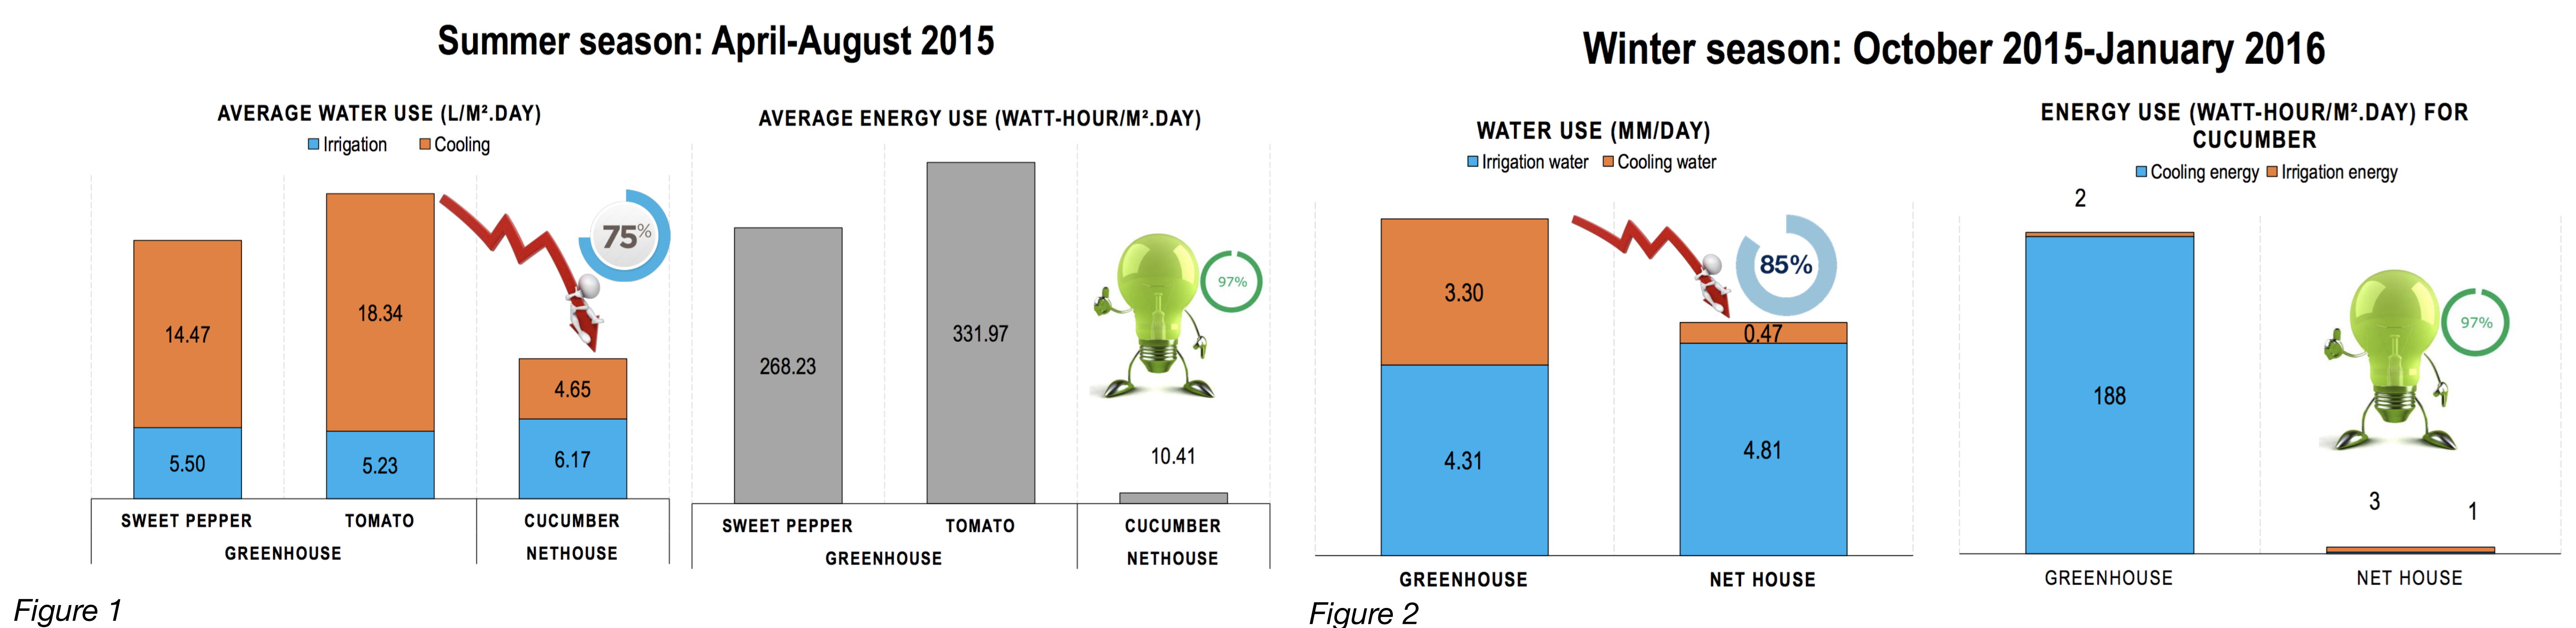 Summer season: April-August 2015
AVERAGE WATER USE (L/M².DAY)
Irrigation Cooling
75%
14.47
18.34
4.65
5.50
5.23
6.17
SWEET PEPPER TOMATO CUCUMBER
GREENHOUSE NETHOUSE
AVERAGE ENERGY USE (WATT-HOUR/M².DAY)
97%
268.23
331.97
10.41
SWEET PEPPER TOMATO CUCUMBER
GREENHOUSE NETHOUSE
Figure 1
Winter season: October 2015-January 2016
WATER USE (MM/DAY)
Irrigation water Cooling water
85%
3.30
0.47
4.31
4.81
GREENHOUSE NET HOUSE
ENERGY USE (WATT-HOUR/M².DAY) FOR
CUCUMBER
Cooling energy Irrigation energy
2
97%
188
3
1
GREENHOUSE NET HOUSE
Figure 2